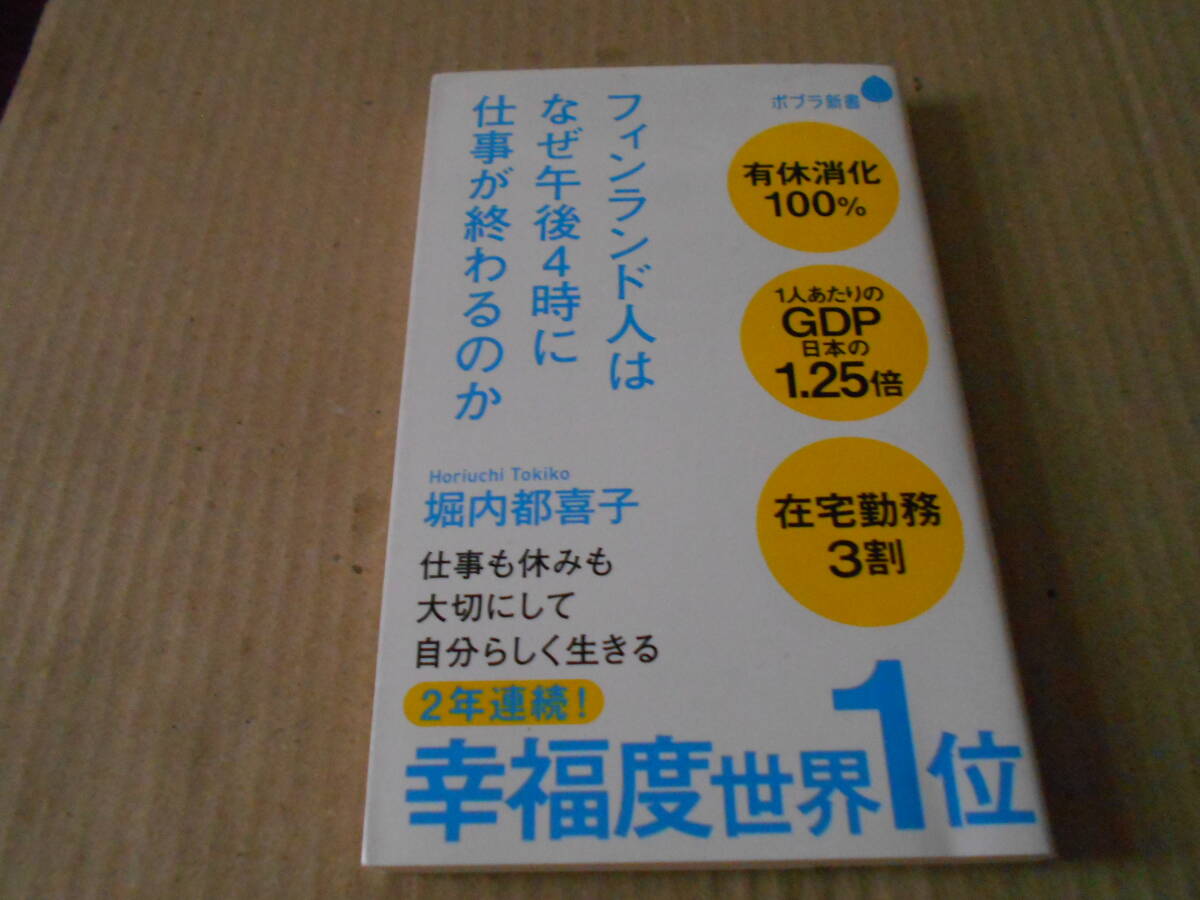 ポプラ新書
フィンランド人は
なぜ午後4時に
仕事が終わるのか
有休消化
100%
1人あたりの
GDP
日本の
1.25倍
在宅勤務
3割
Horiuchi Tokiko
堀内都喜子
仕事も休みも
大切にして
自分らしく生きる
2年連続!
幸福度世界1位